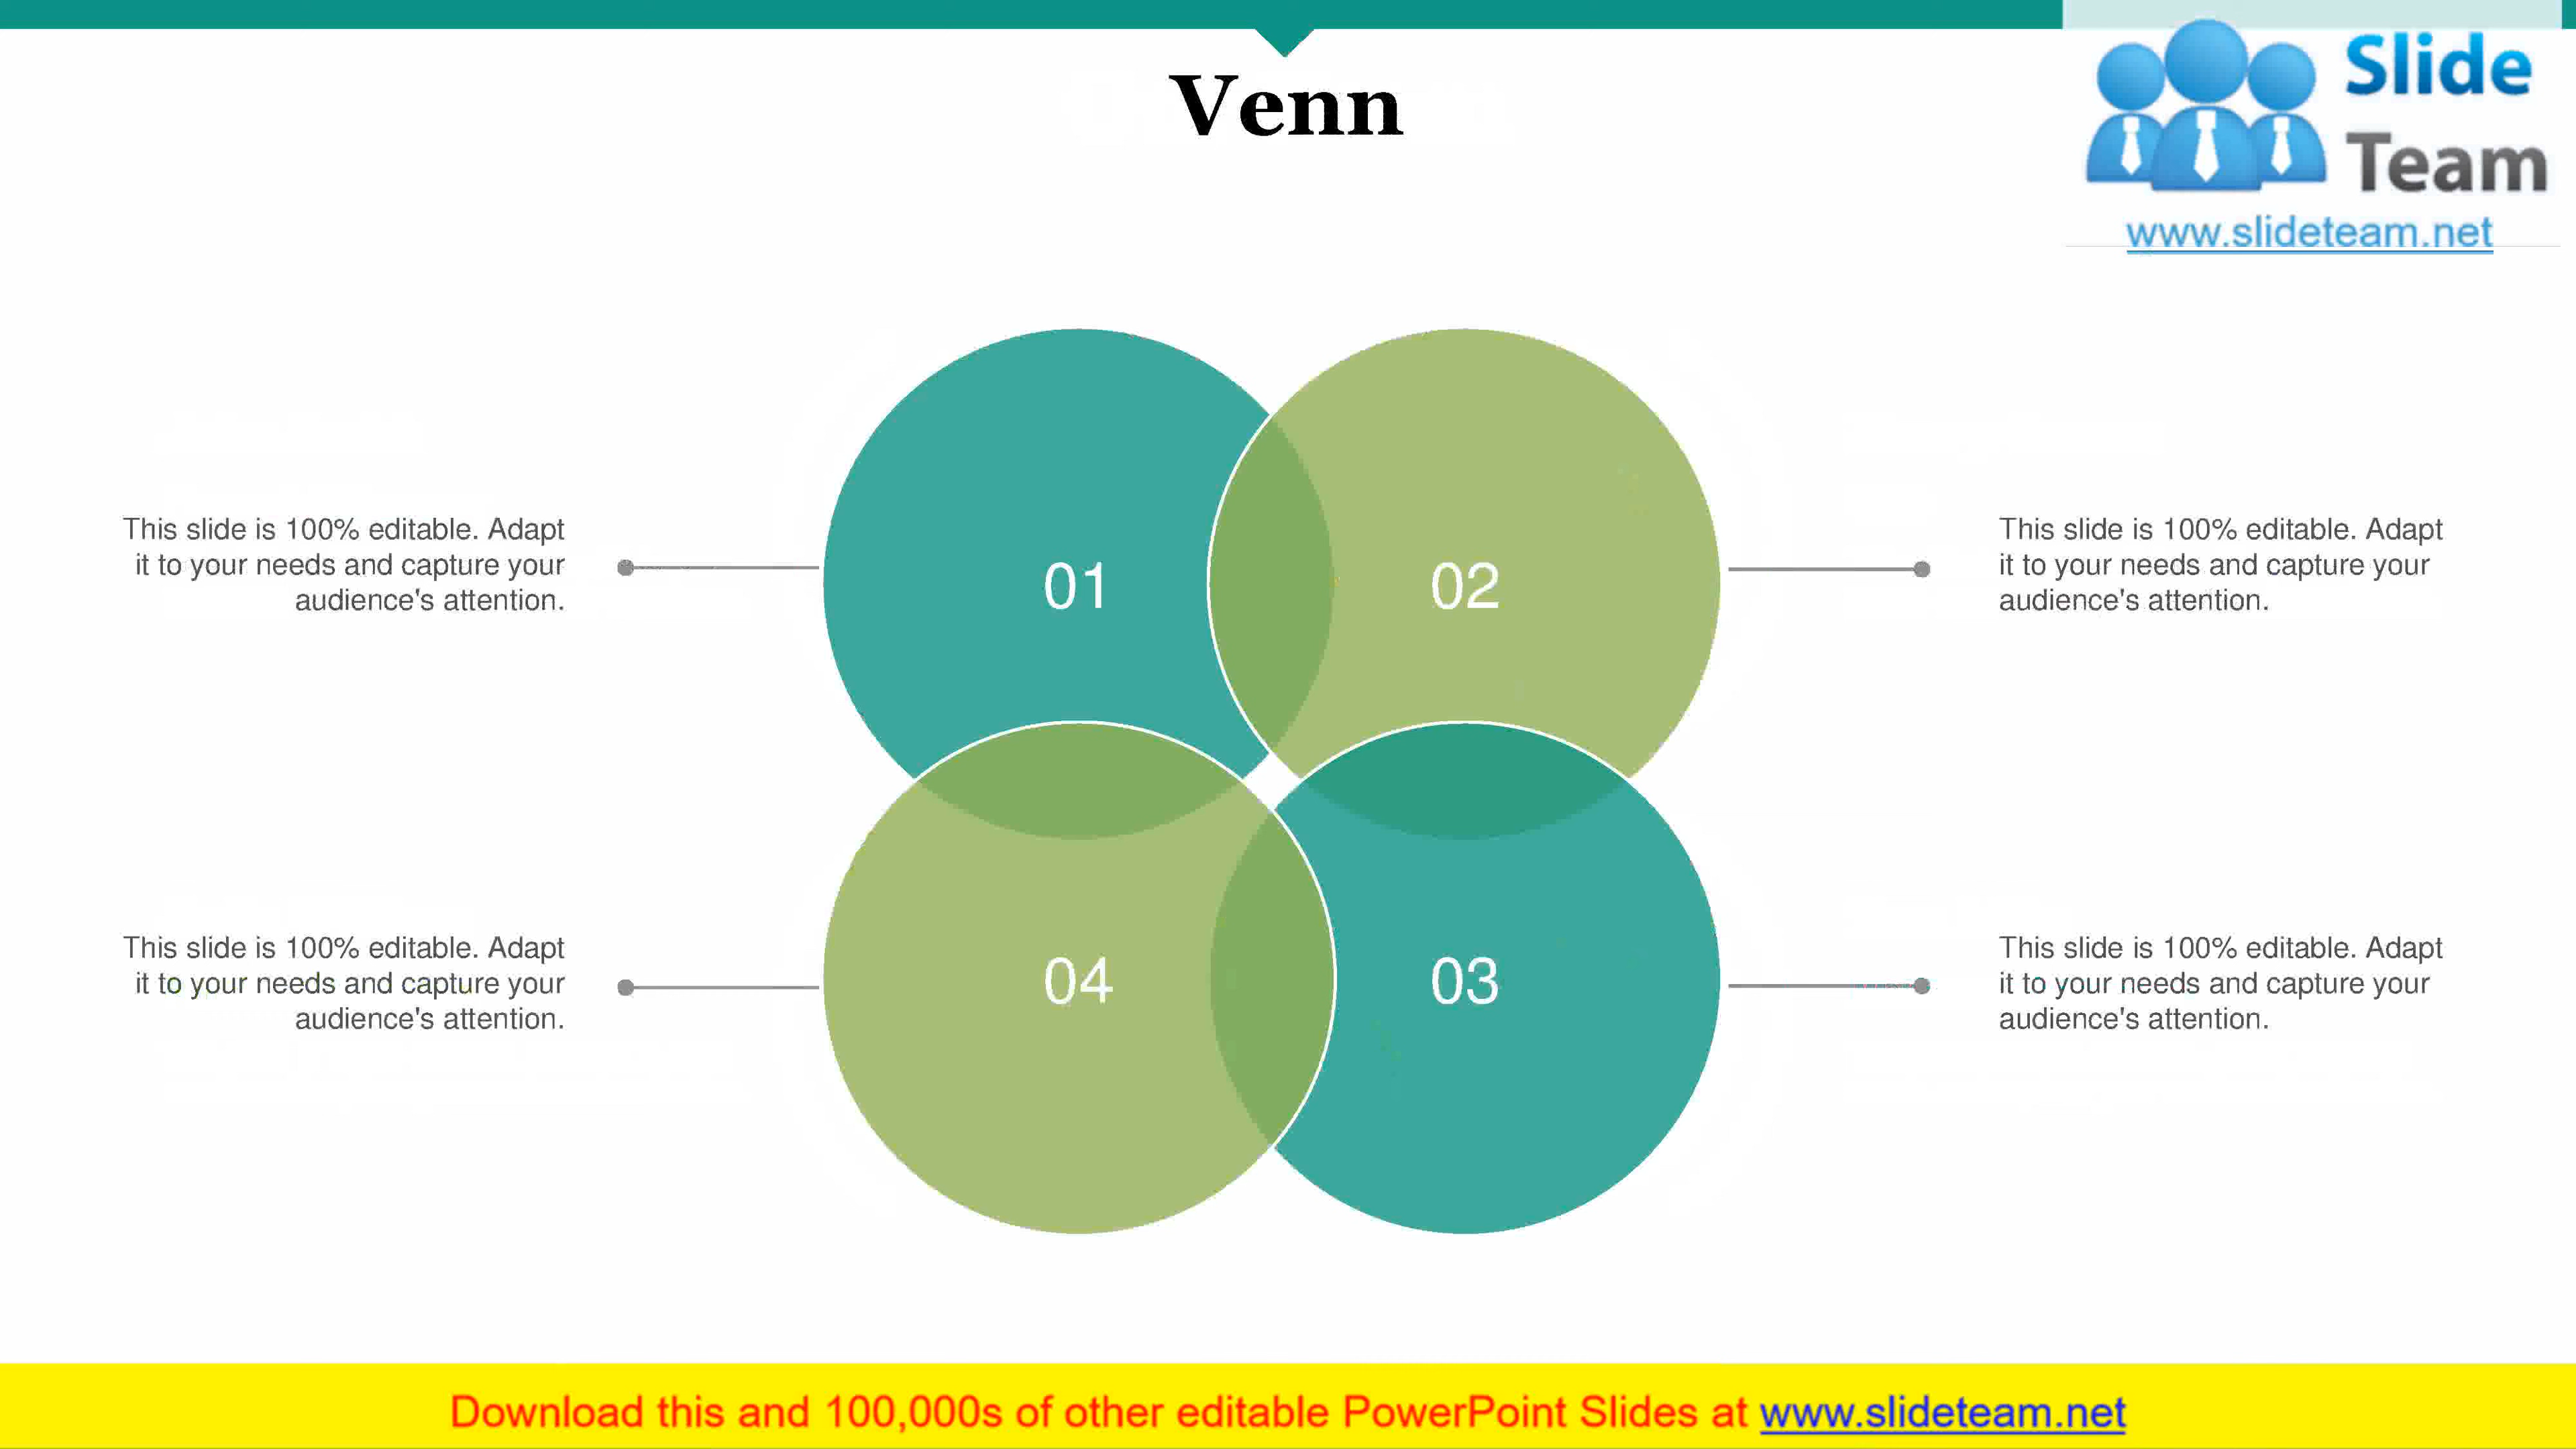 Venn
Slide
Team
www.slideteam.net
This slide is 100% editable. Adapt
it to your needs and capture your
audience's attention.
01
02
This slide is 100% editable. Adapt
it to your needs and capture your
audience's attention.
This slide is 100% editable. Adapt
it to your needs and capture your
audience's attention.
04
03
This slide is 100% editable. Adapt
it to your needs and capture your
audience's attention.
Download this and 100,000s of other editable PowerPoint Slides at www.slideteam.net